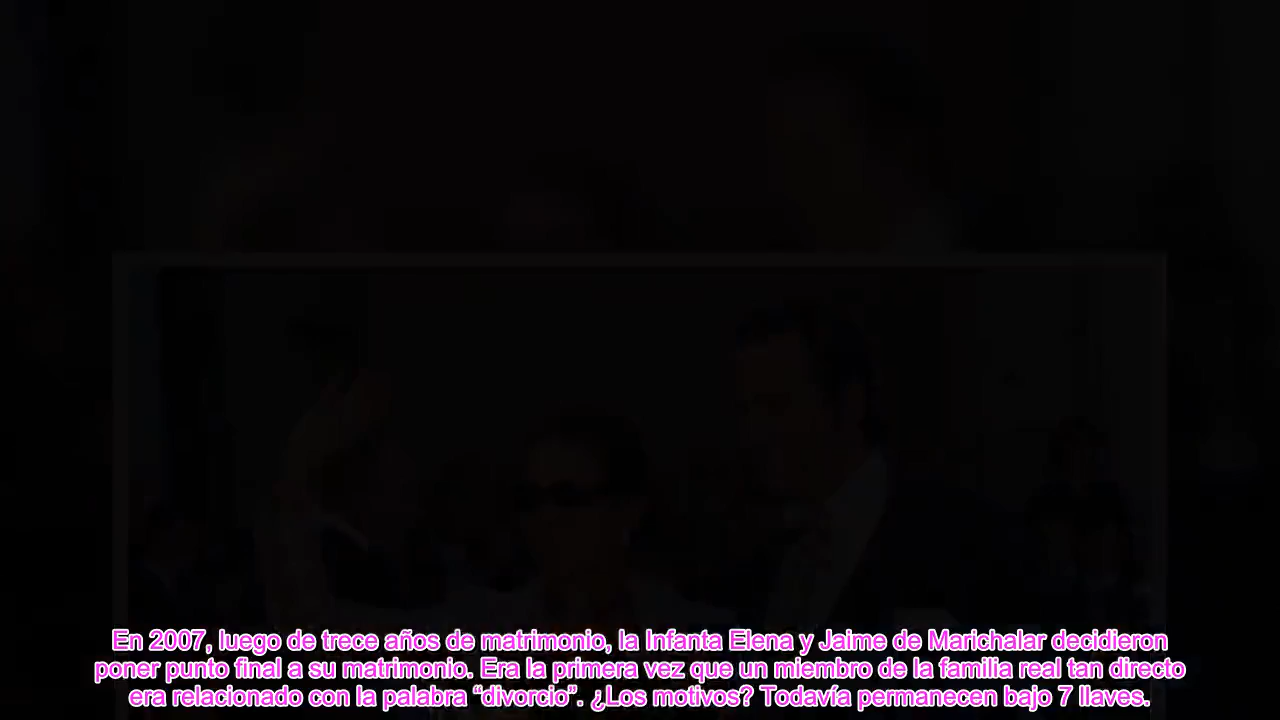 En 2007, luego de trece años de matrimonio, la Infanta Elena y Jaime de Marichalar decidieron
poner punto final a su matrimonio. Era la primera vez que un miembro de la familia real tan directo
era relacionado con la palabra “divorcio”. ¿Los motivos? Todavía permanecen bajo 7 llaves.